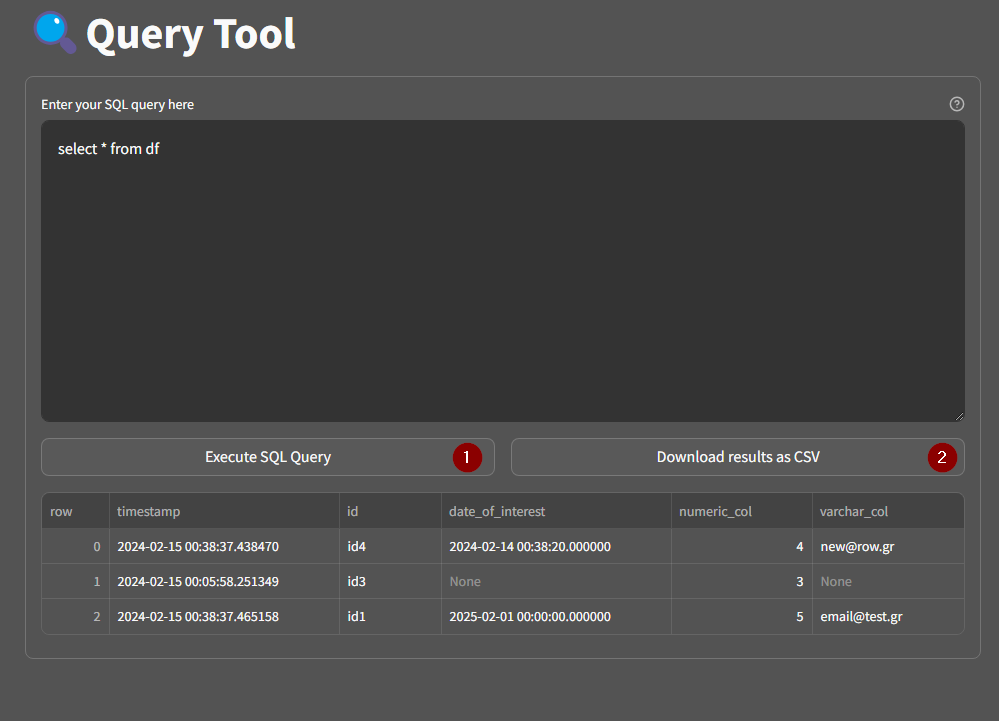 Query Tool
Enter your SQL query here
select * from df
Execute SQL Query 1 Download results as CSV 2
row timestamp id date_of_interest numeric_col varchar_col
0 2024-02-15 00:38:37.438470 id4 2024-02-14 00:38:20.000000 4 new@row.gr
1 2024-02-15 00:05:58.251349 id3 None 3 None
2 2024-02-15 00:38:37.465158 id1 2025-02-01 00:00:00.000000 5 email@test.gr